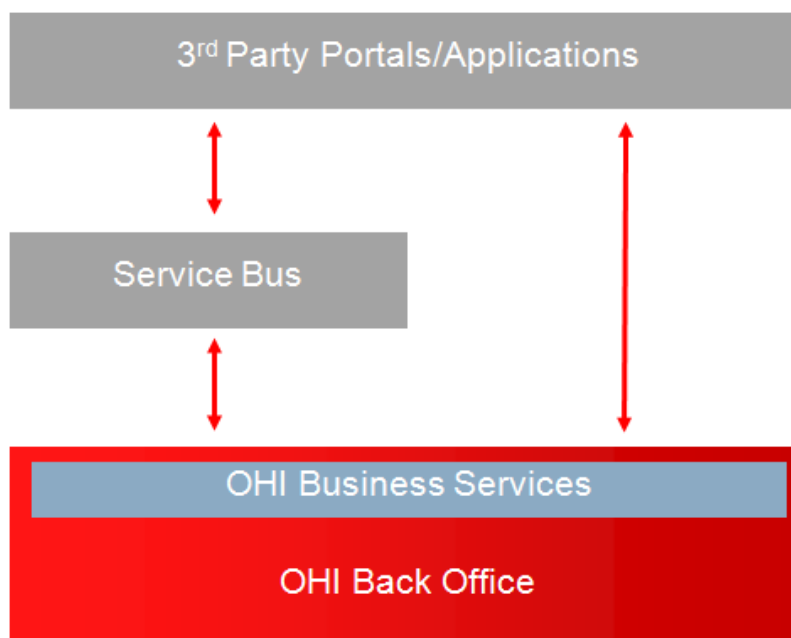 3rd Party Portals/Applications
Service Bus
OHI Business Services
OHI Back Office